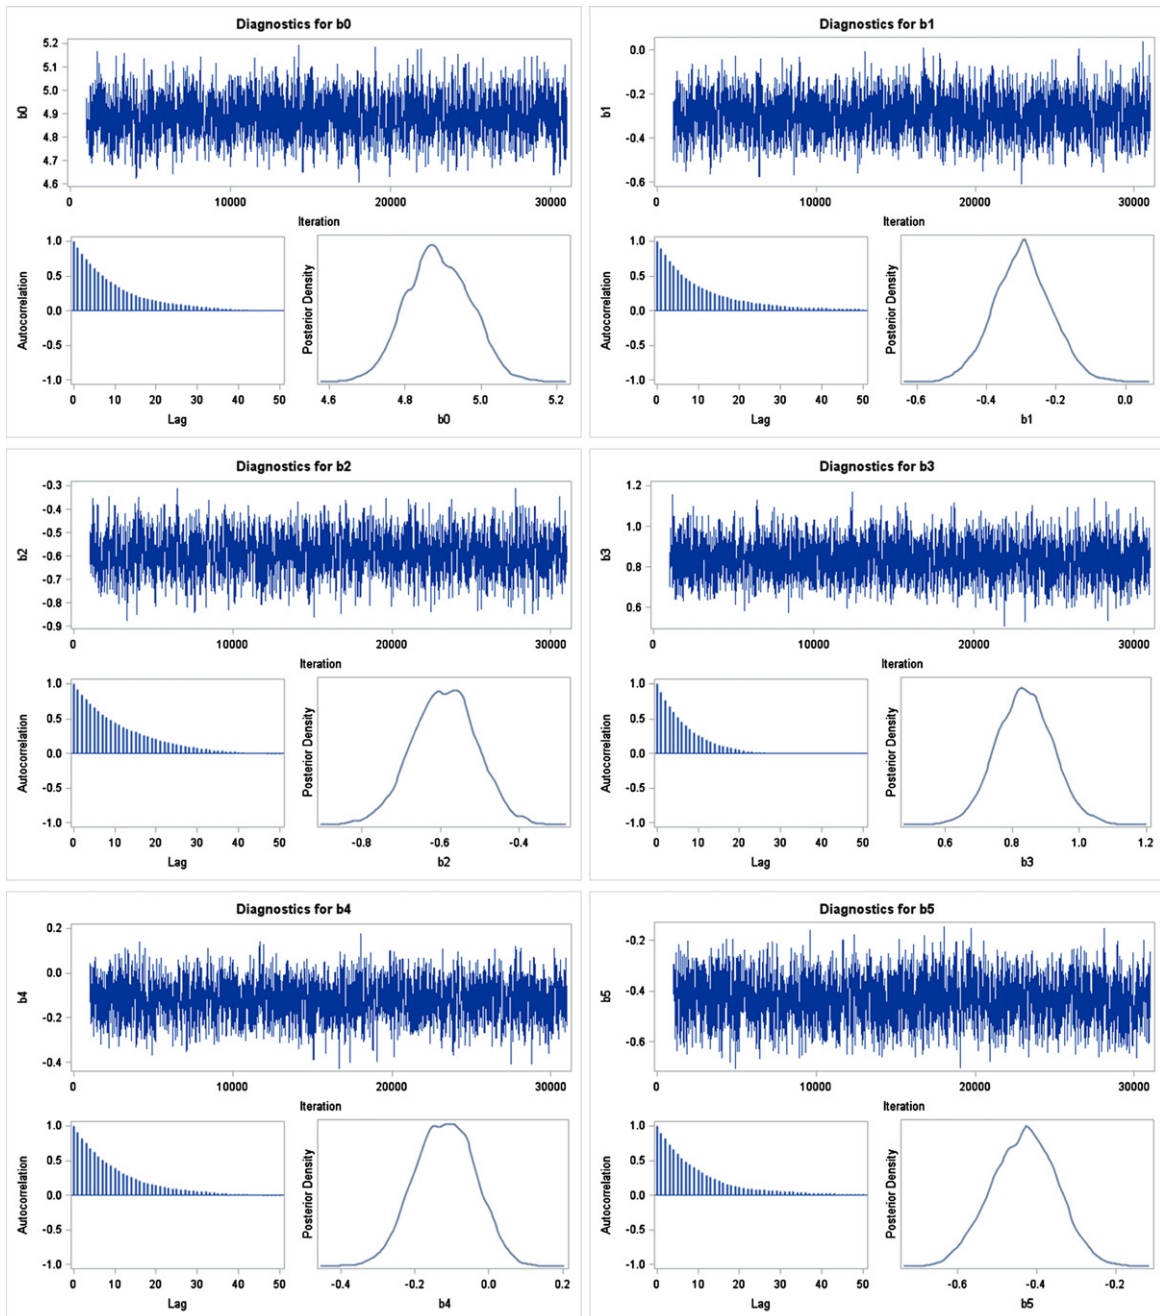 Diagnostics for b0
5.2
5.1
5.0
4.9
4.8
4.7
4.6
b0
10000 20000 30000
Iteration
1.0
0.5
0.0
-0.5
-1.0
Autocorrelation
0 10 20 30 40 50
Lag
Posterior Density
4.6 4.8 5.0 5.2
b0
Diagnostics for b1
0.0
-0.2
-0.4
-0.6
b1
0 10000 20000 30000
Iteration
1.0
0.5
0.0
-0.5
-1.0
Autocorrelation
0 10 20 30 40 50
Lag
Posterior Density
-0.6 -0.4 -0.2 0.0
b1
Diagnostics for b2
-0.3
-0.4
-0.5
-0.6
-0.7
-0.8
-0.9
b2
0 10000 20000 30000
Iteration
1.0
0.5
0.0
-0.5
-1.0
Autocorrelation
0 10 20 30 40 50
Lag
Posterior Density
-0.8 -0.6 -0.4
b2
Diagnostics for b3
1.2
1.0
0.8
0.6
b3
0 10000 20000 30000
Iteration
1.0
0.5
0.0
-0.5
-1.0
Autocorrelation
0 10 20 30 40 50
Lag
Posterior Density
0.6 0.8 1.0 1.2
b3
Diagnostics for b4
0.2
0.0
-0.2
-0.4
b4
0 10000 20000 30000
Iteration
1.0
0.5
0.0
-0.5
-1.0
Autocorrelation
0 10 20 30 40 50
Lag
Posterior Density
-0.4 -0.2 0.0 0.2
b4
Diagnostics for b5
-0.2
-0.4
-0.6
b5
0 10000 20000 30000
Iteration
1.0
0.5
0.0
-0.5
-1.0
Autocorrelation
0 10 20 30 40 50
Lag
Posterior Density
-0.6 -0.4 -0.2
b5